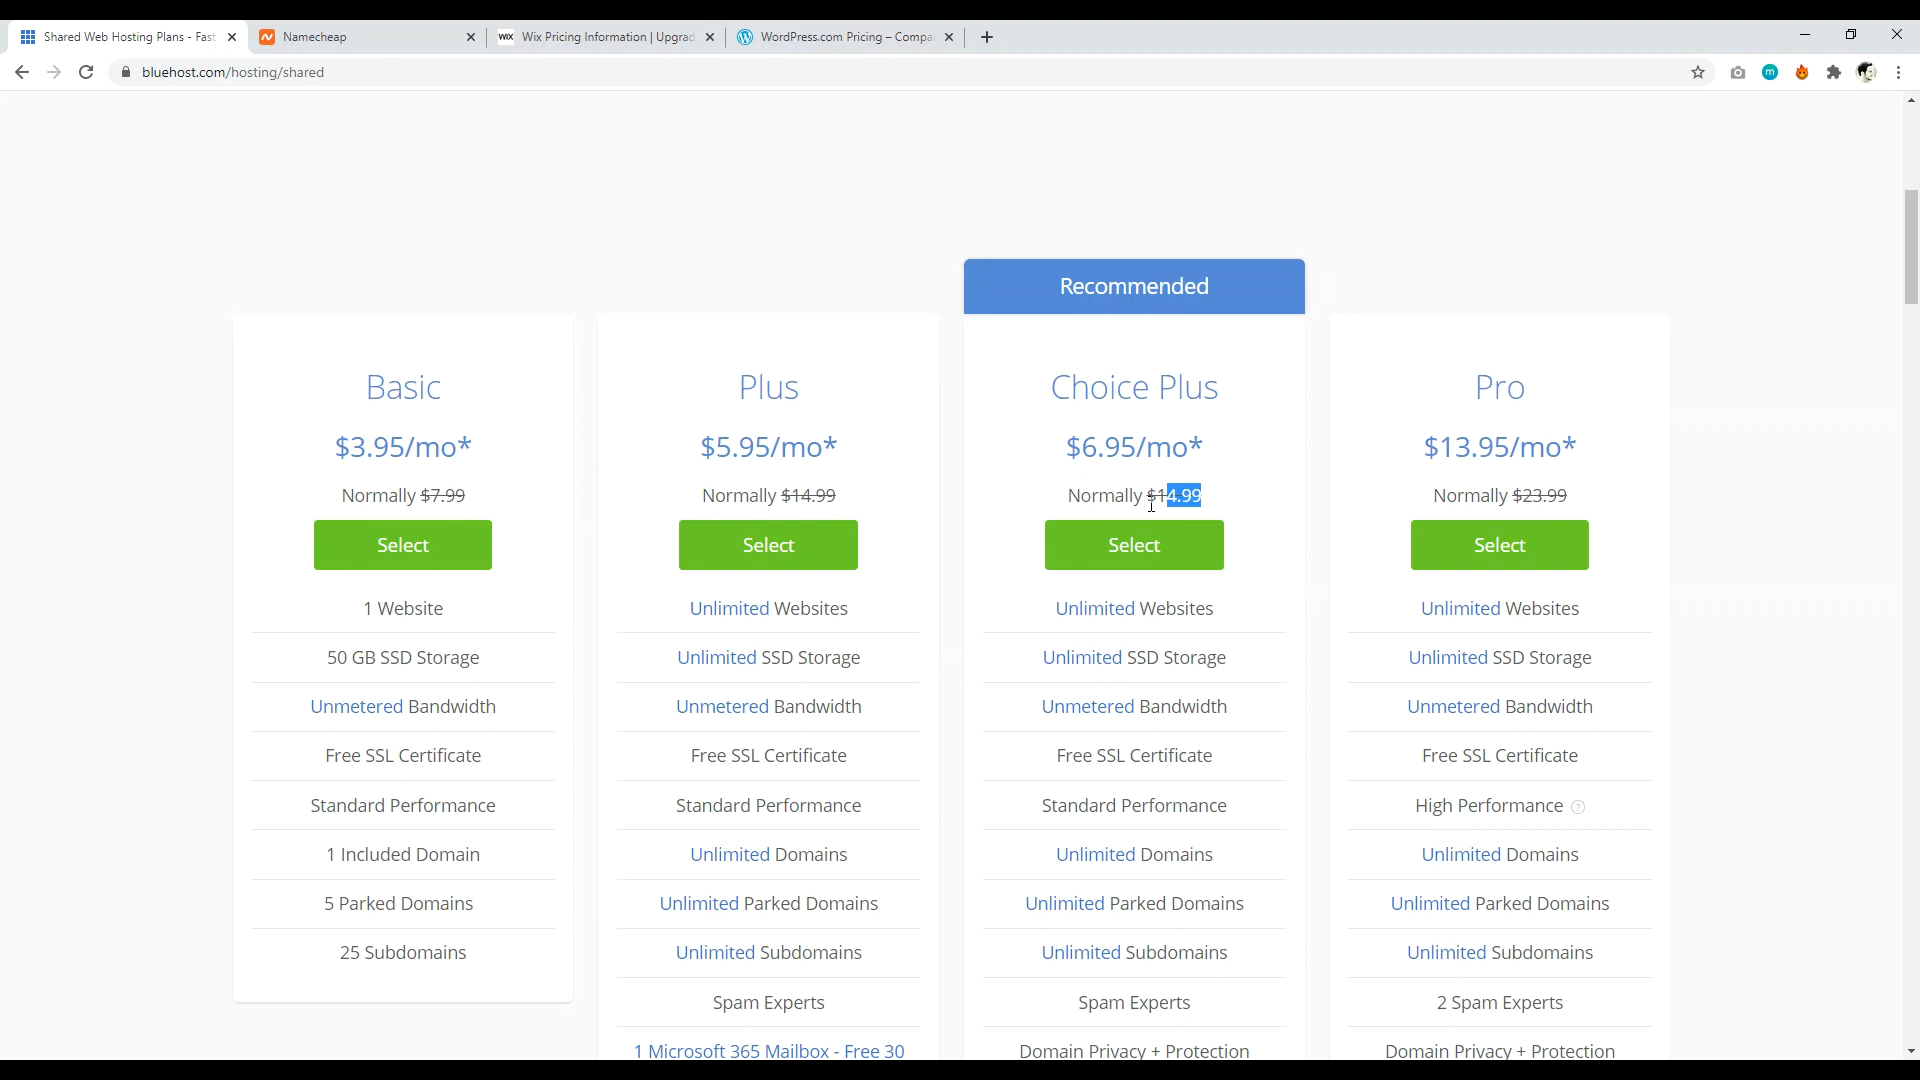 Shared Web Hosting Plans - Fast
Namecheap
WIX
Wix Pricing Information | Upgrad
WordPress.com Pricing – Compa
bluehost.com/hosting/shared
m
Recommended
Basic
$3.95/mo*
Normally $7.99
Select
1 Website
50 GB SSD Storage
Unmetered Bandwidth
Free SSL Certificate
Standard Performance
1 Included Domain
5 Parked Domains
25 Subdomains
Plus
$5.95/mo*
Normally $14.99
Select
Unlimited Websites
Unlimited SSD Storage
Unmetered Bandwidth
Free SSL Certificate
Standard Performance
Unlimited Domains
Unlimited Parked Domains
Unlimited Subdomains
Spam Experts
1 Microsoft 365 Mailbox - Free 30
Choice Plus
$6.95/mo*
Normally $14.99
Select
Unlimited Websites
Unlimited SSD Storage
Unmetered Bandwidth
Free SSL Certificate
Standard Performance
Unlimited Domains
Unlimited Parked Domains
Unlimited Subdomains
Spam Experts
Domain Privacy + Protection
Pro
$13.95/mo*
Normally $23.99
Select
Unlimited Websites
Unlimited SSD Storage
Unmetered Bandwidth
Free SSL Certificate
High Performance ?
Unlimited Domains
Unlimited Parked Domains
Unlimited Subdomains
2 Spam Experts
Domain Privacy + Protection